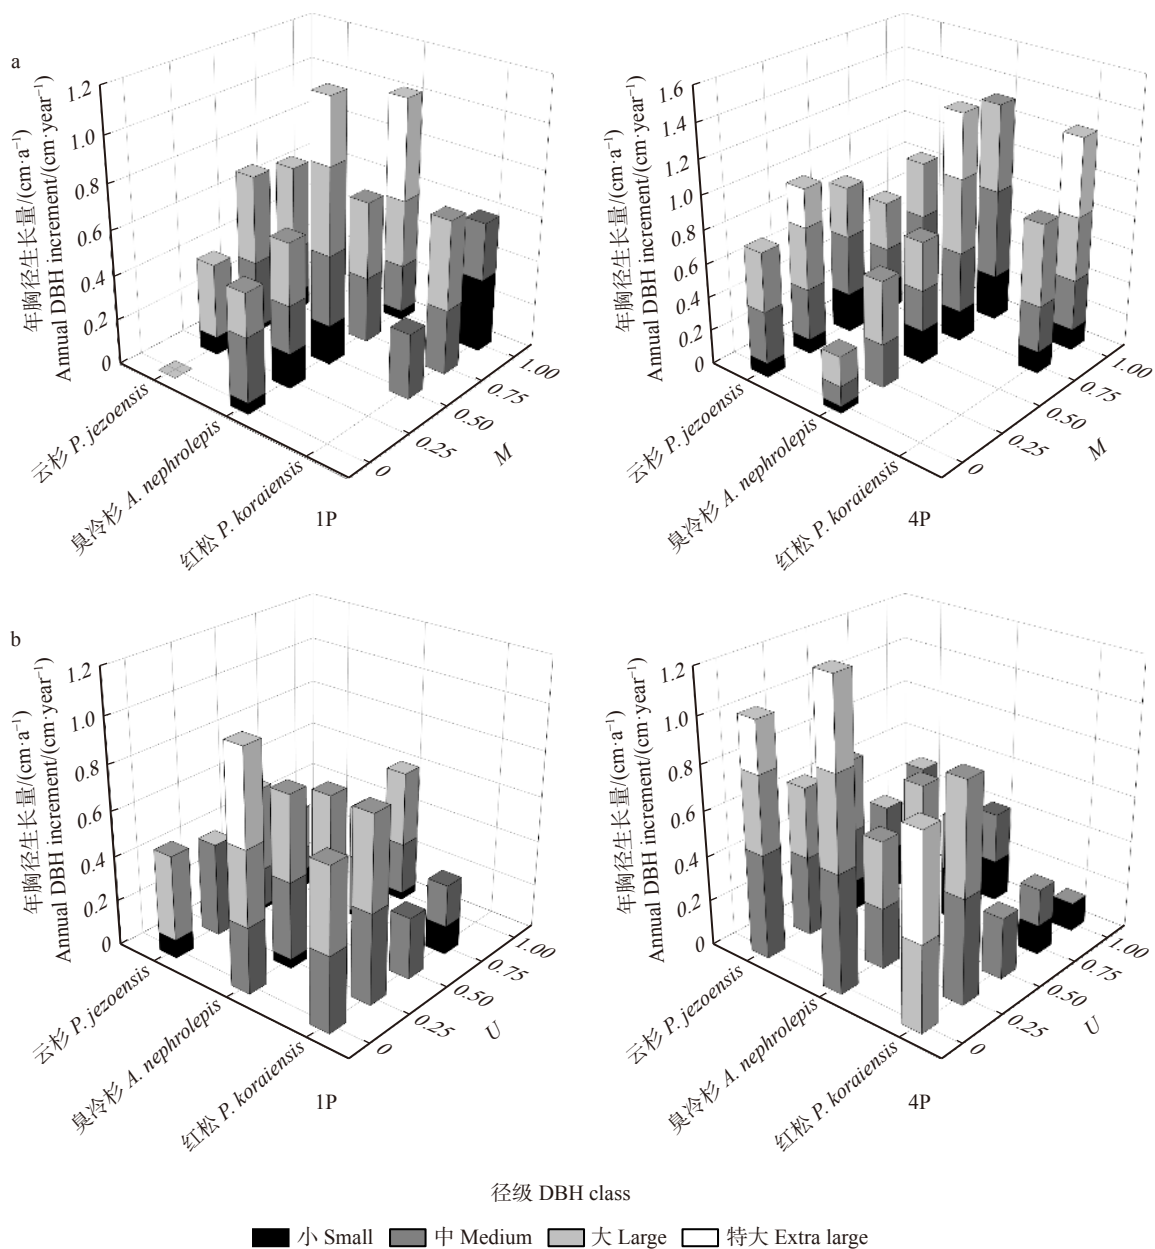 a
年胸径生长量/(cm·a⁻¹)
Annual DBH increment/(cm·year⁻¹)
1.2
1.0
0.8
0.6
0.4
0.2
0
云杉 P. jezoensis
臭冷杉 A. nephrolepis
红松 P. koraiensis
0
0.25
0.50
0.75
1.00
M
1P
年胸径生长量/(cm·a⁻¹)
Annual DBH increment/(cm·year⁻¹)
1.6
1.4
1.2
1.0
0.8
0.6
0.4
0.2
0
云杉 P. jezoensis
臭冷杉 A. nephrolepis
红松 P. koraiensis
0
0.25
0.50
0.75
1.00
M
4P
b
年胸径生长量/(cm·a⁻¹)
Annual DBH increment/(cm·year⁻¹)
1.2
1.0
0.8
0.6
0.4
0.2
0
云杉 P. jezoensis
臭冷杉 A. nephrolepis
红松 P. koraiensis
0
0.25
0.50
0.75
1.00
U
1P
年胸径生长量/(cm·a⁻¹)
Annual DBH increment/(cm·year⁻¹)
1.2
1.0
0.8
0.6
0.4
0.2
0
云杉 P. jezoensis
臭冷杉 A. nephrolepis
红松 P. koraiensis
0
0.25
0.50
0.75
1.00
U
4P
径级 DBH class
小 Small 中 Medium 大 Large 特大 Extra large